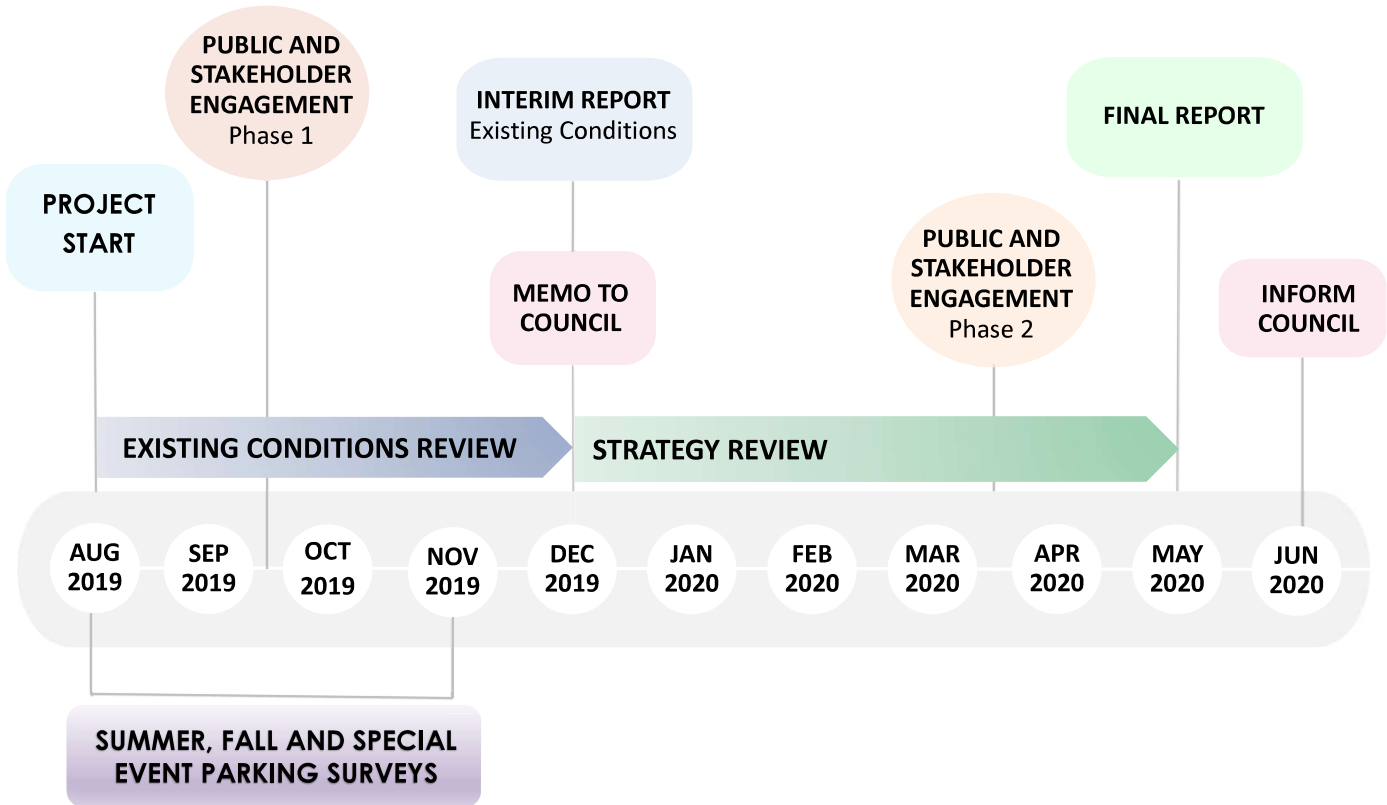 PUBLIC AND
STAKEHOLDER
ENGAGEMENT
Phase 1
INTERIM REPORT
Existing Conditions
FINAL REPORT
PROJECT
START
MEMO TO
COUNCIL
PUBLIC AND
STAKEHOLDER
ENGAGEMENT
Phase 2
INFORM
COUNCIL
EXISTING CONDITIONS REVIEW
STRATEGY REVIEW
AUG
2019
SEP
2019
OCT
2019
NOV
2019
DEC
2019
JAN
2020
FEB
2020
MAR
2020
APR
2020
MAY
2020
JUN
2020
SUMMER, FALL AND SPECIAL
EVENT PARKING SURVEYS